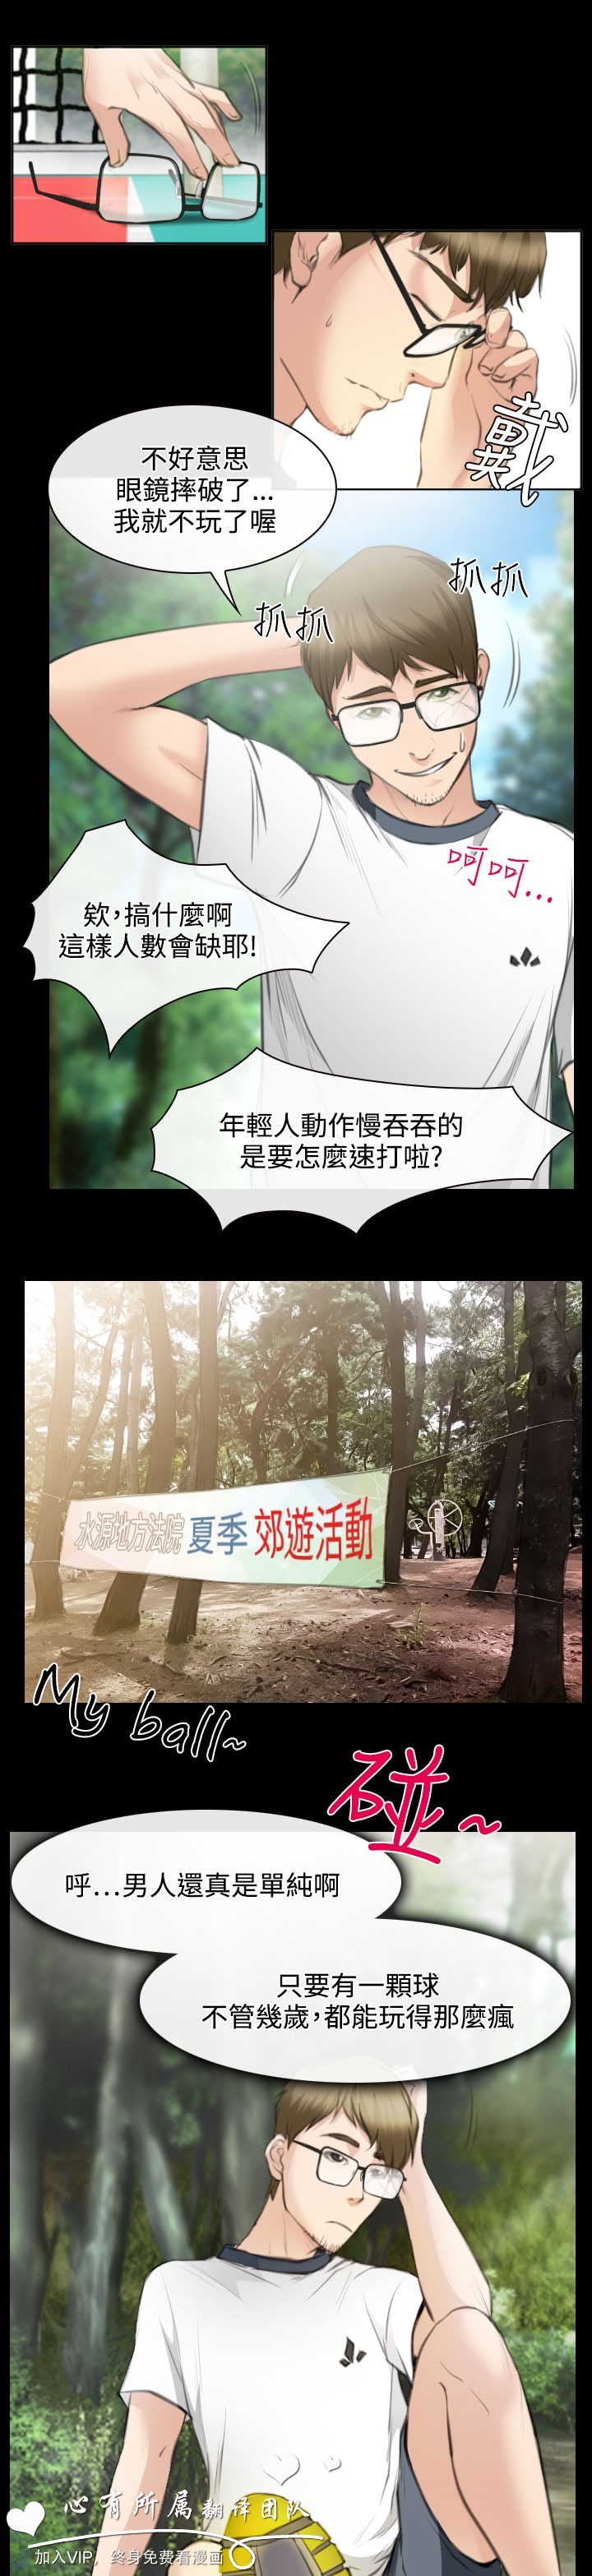 戴
不好意思
眼鏡摔破了...
我就不玩了喔
抓抓
抓抓
呵呵...
欸,搞什麼啊
這樣人數會缺耶!
年輕人動作慢吞吞的
是要怎麼速打啦?
水源地方法院 夏季 郊遊活動
My ball~
碰~
呼...男人還真是單純啊
只要有一顆球
不管幾歲,都能玩得那麼瘋
心有所属翻译团队
加入VIP，终身免费看漫画